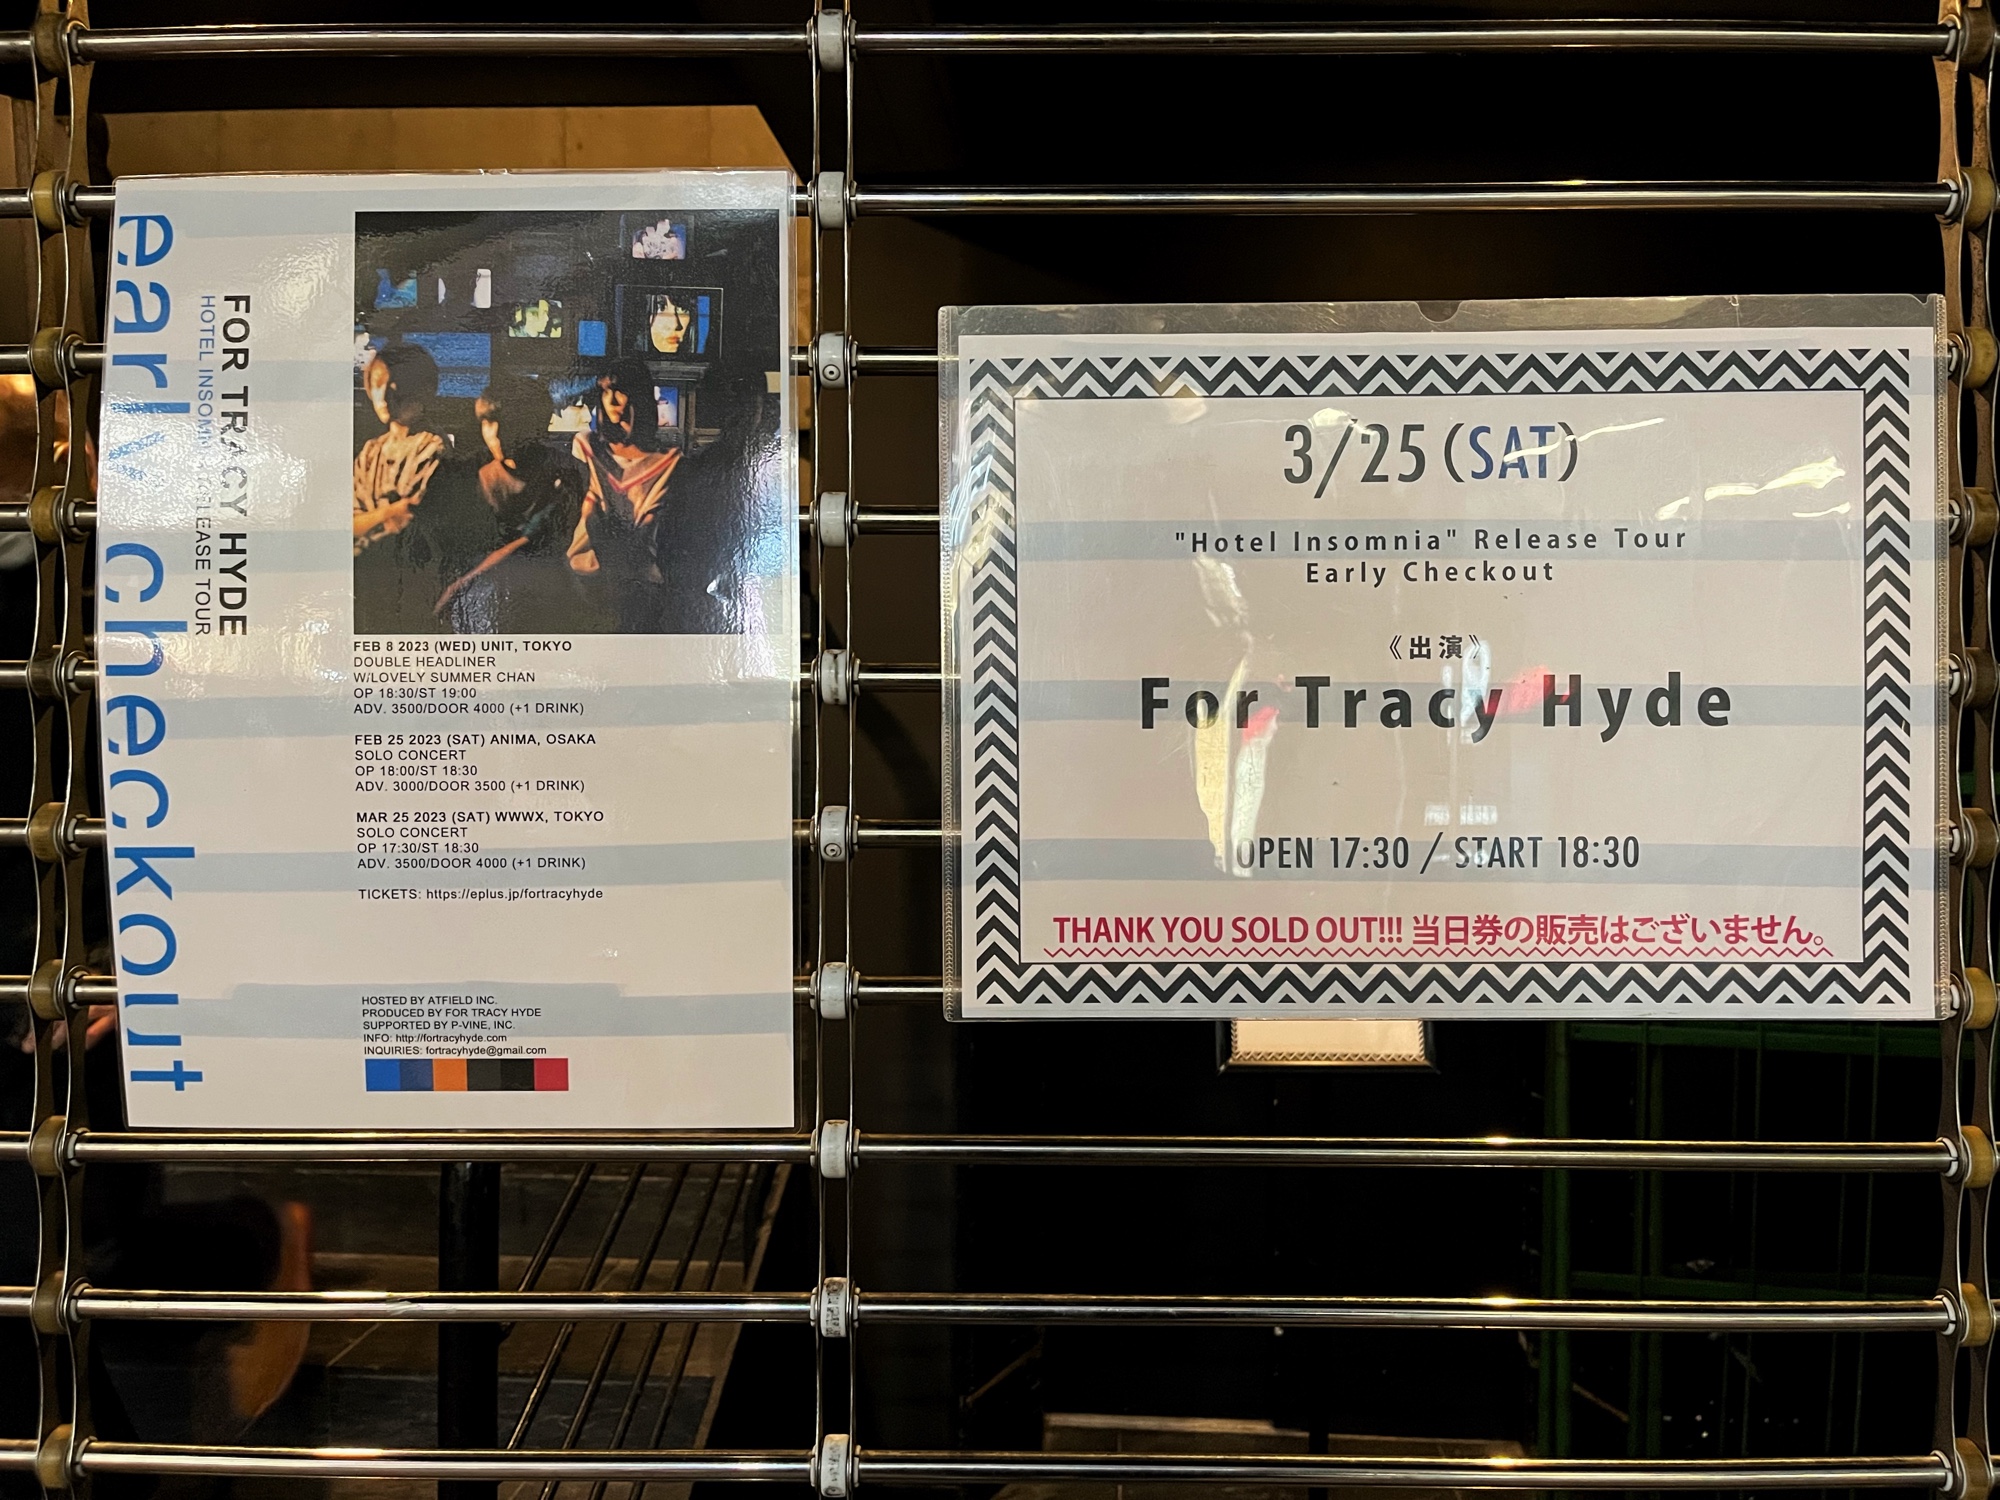 early checkout
FOR TRACY HYDE
HOTEL INSOMNIA RELEASE TOUR
FEB 8 2023 (WED) UNIT, TOKYO
DOUBLE HEADLINER
W/LOVELY SUMMER CHAN
OP 18:30/ST 19:00
ADV. 3500/DOOR 4000 (+1 DRINK)
FEB 25 2023 (SAT) ANIMA, OSAKA
SOLO CONCERT
OP 18:00/ST 18:30
ADV. 3000/DOOR 3500 (+1 DRINK)
MAR 25 2023 (SAT) WWWX, TOKYO
SOLO CONCERT
OP 17:30/ST 18:30
ADV. 3500/DOOR 4000 (+1 DRINK)
TICKETS: https://eplus.jp/fortracyhyde
HOSTED BY ATFIELD INC.
PRODUCED BY FOR TRACY HYDE
SUPPORTED BY P-VINE, INC.
INFO: http://fortracyhyde.com
INQUIRIES: fortracyhyde@gmail.com
3/25(SAT)
"Hotel Insomnia" Release Tour
Early Checkout
《出演》
For Tracy Hyde
OPEN 17:30 / START 18:30
THANK YOU SOLD OUT!!! 当日券の販売はございません。